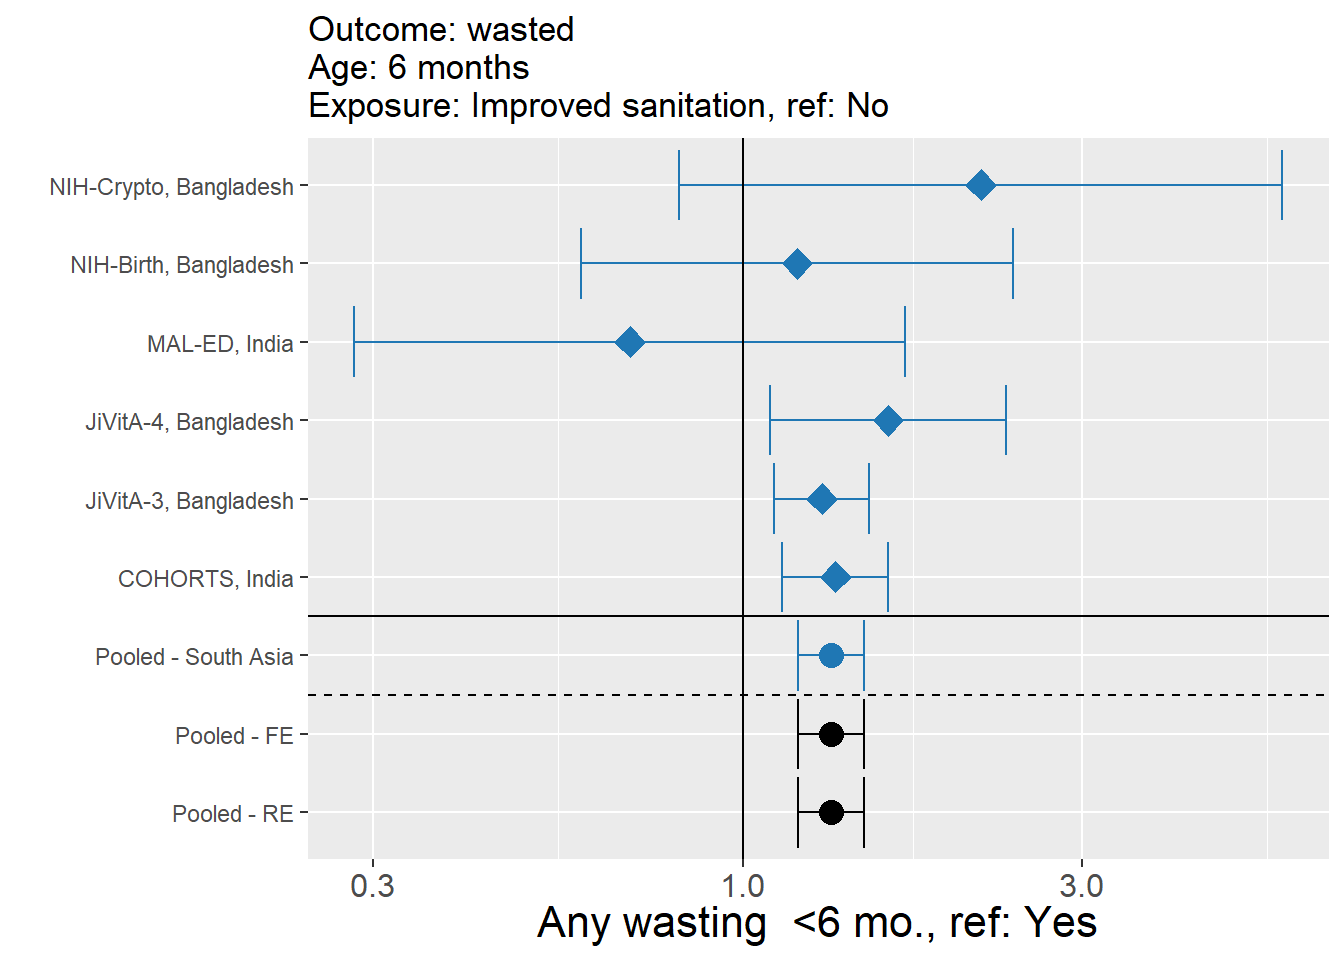 Outcome: wasted
Age: 6 months
Exposure: Improved sanitation, ref: No
NIH-Crypto, Bangladesh
NIH-Birth, Bangladesh
MAL-ED, India
JiVitA-4, Bangladesh
JiVitA-3, Bangladesh
COHORTS, India
Pooled - South Asia
Pooled - FE
Pooled - RE
0.3 1.0 3.0
Any wasting  <6 mo., ref: Yes